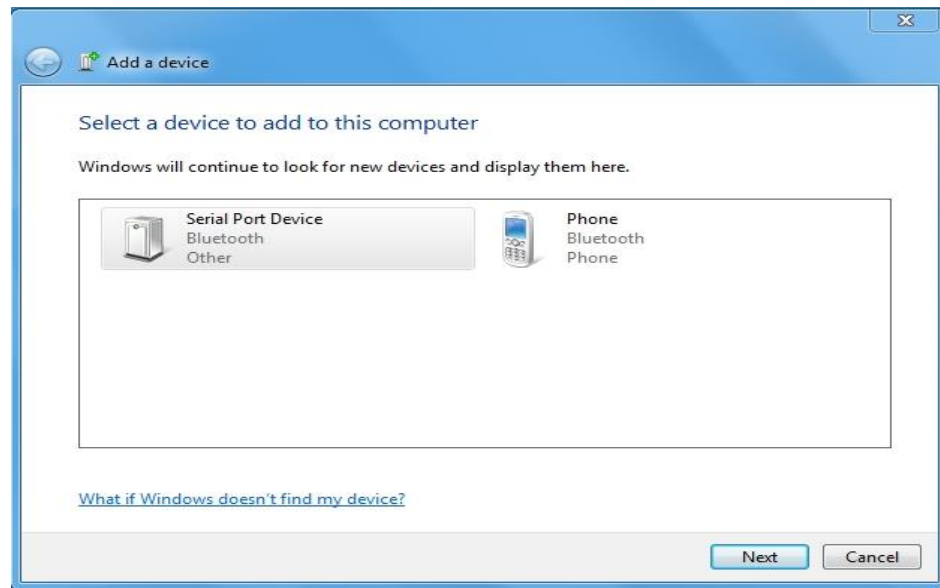 Add a device
Select a device to add to this computer
Windows will continue to look for new devices and display them here.
Serial Port Device
Bluetooth
Other
Phone
Bluetooth
Phone
What if Windows doesn't find my device?
Next
Cancel